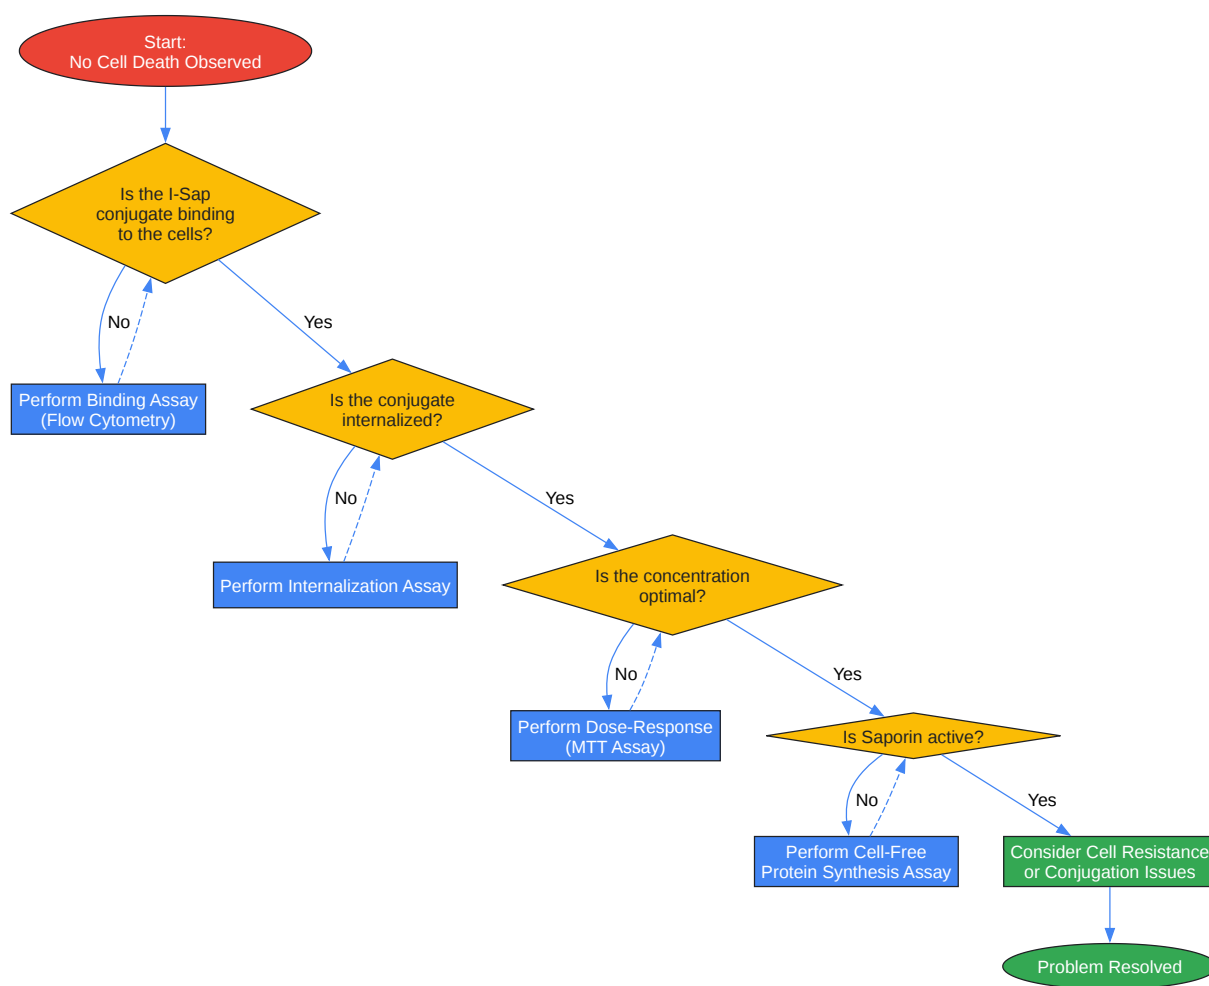 Start:
No Cell Death Observed
Is the I-Sap
conjugate binding
to the cells?
No
Yes
Perform Binding Assay
(Flow Cytometry)
Is the conjugate
internalized?
No
Yes
Perform Internalization Assay
Is the concentration
optimal?
No
Yes
Perform Dose-Response
(MTT Assay)
Is Saporin active?
No
Yes
Perform Cell-Free
Protein Synthesis Assay
Consider Cell Resistance
or Conjugation Issues
Problem Resolved